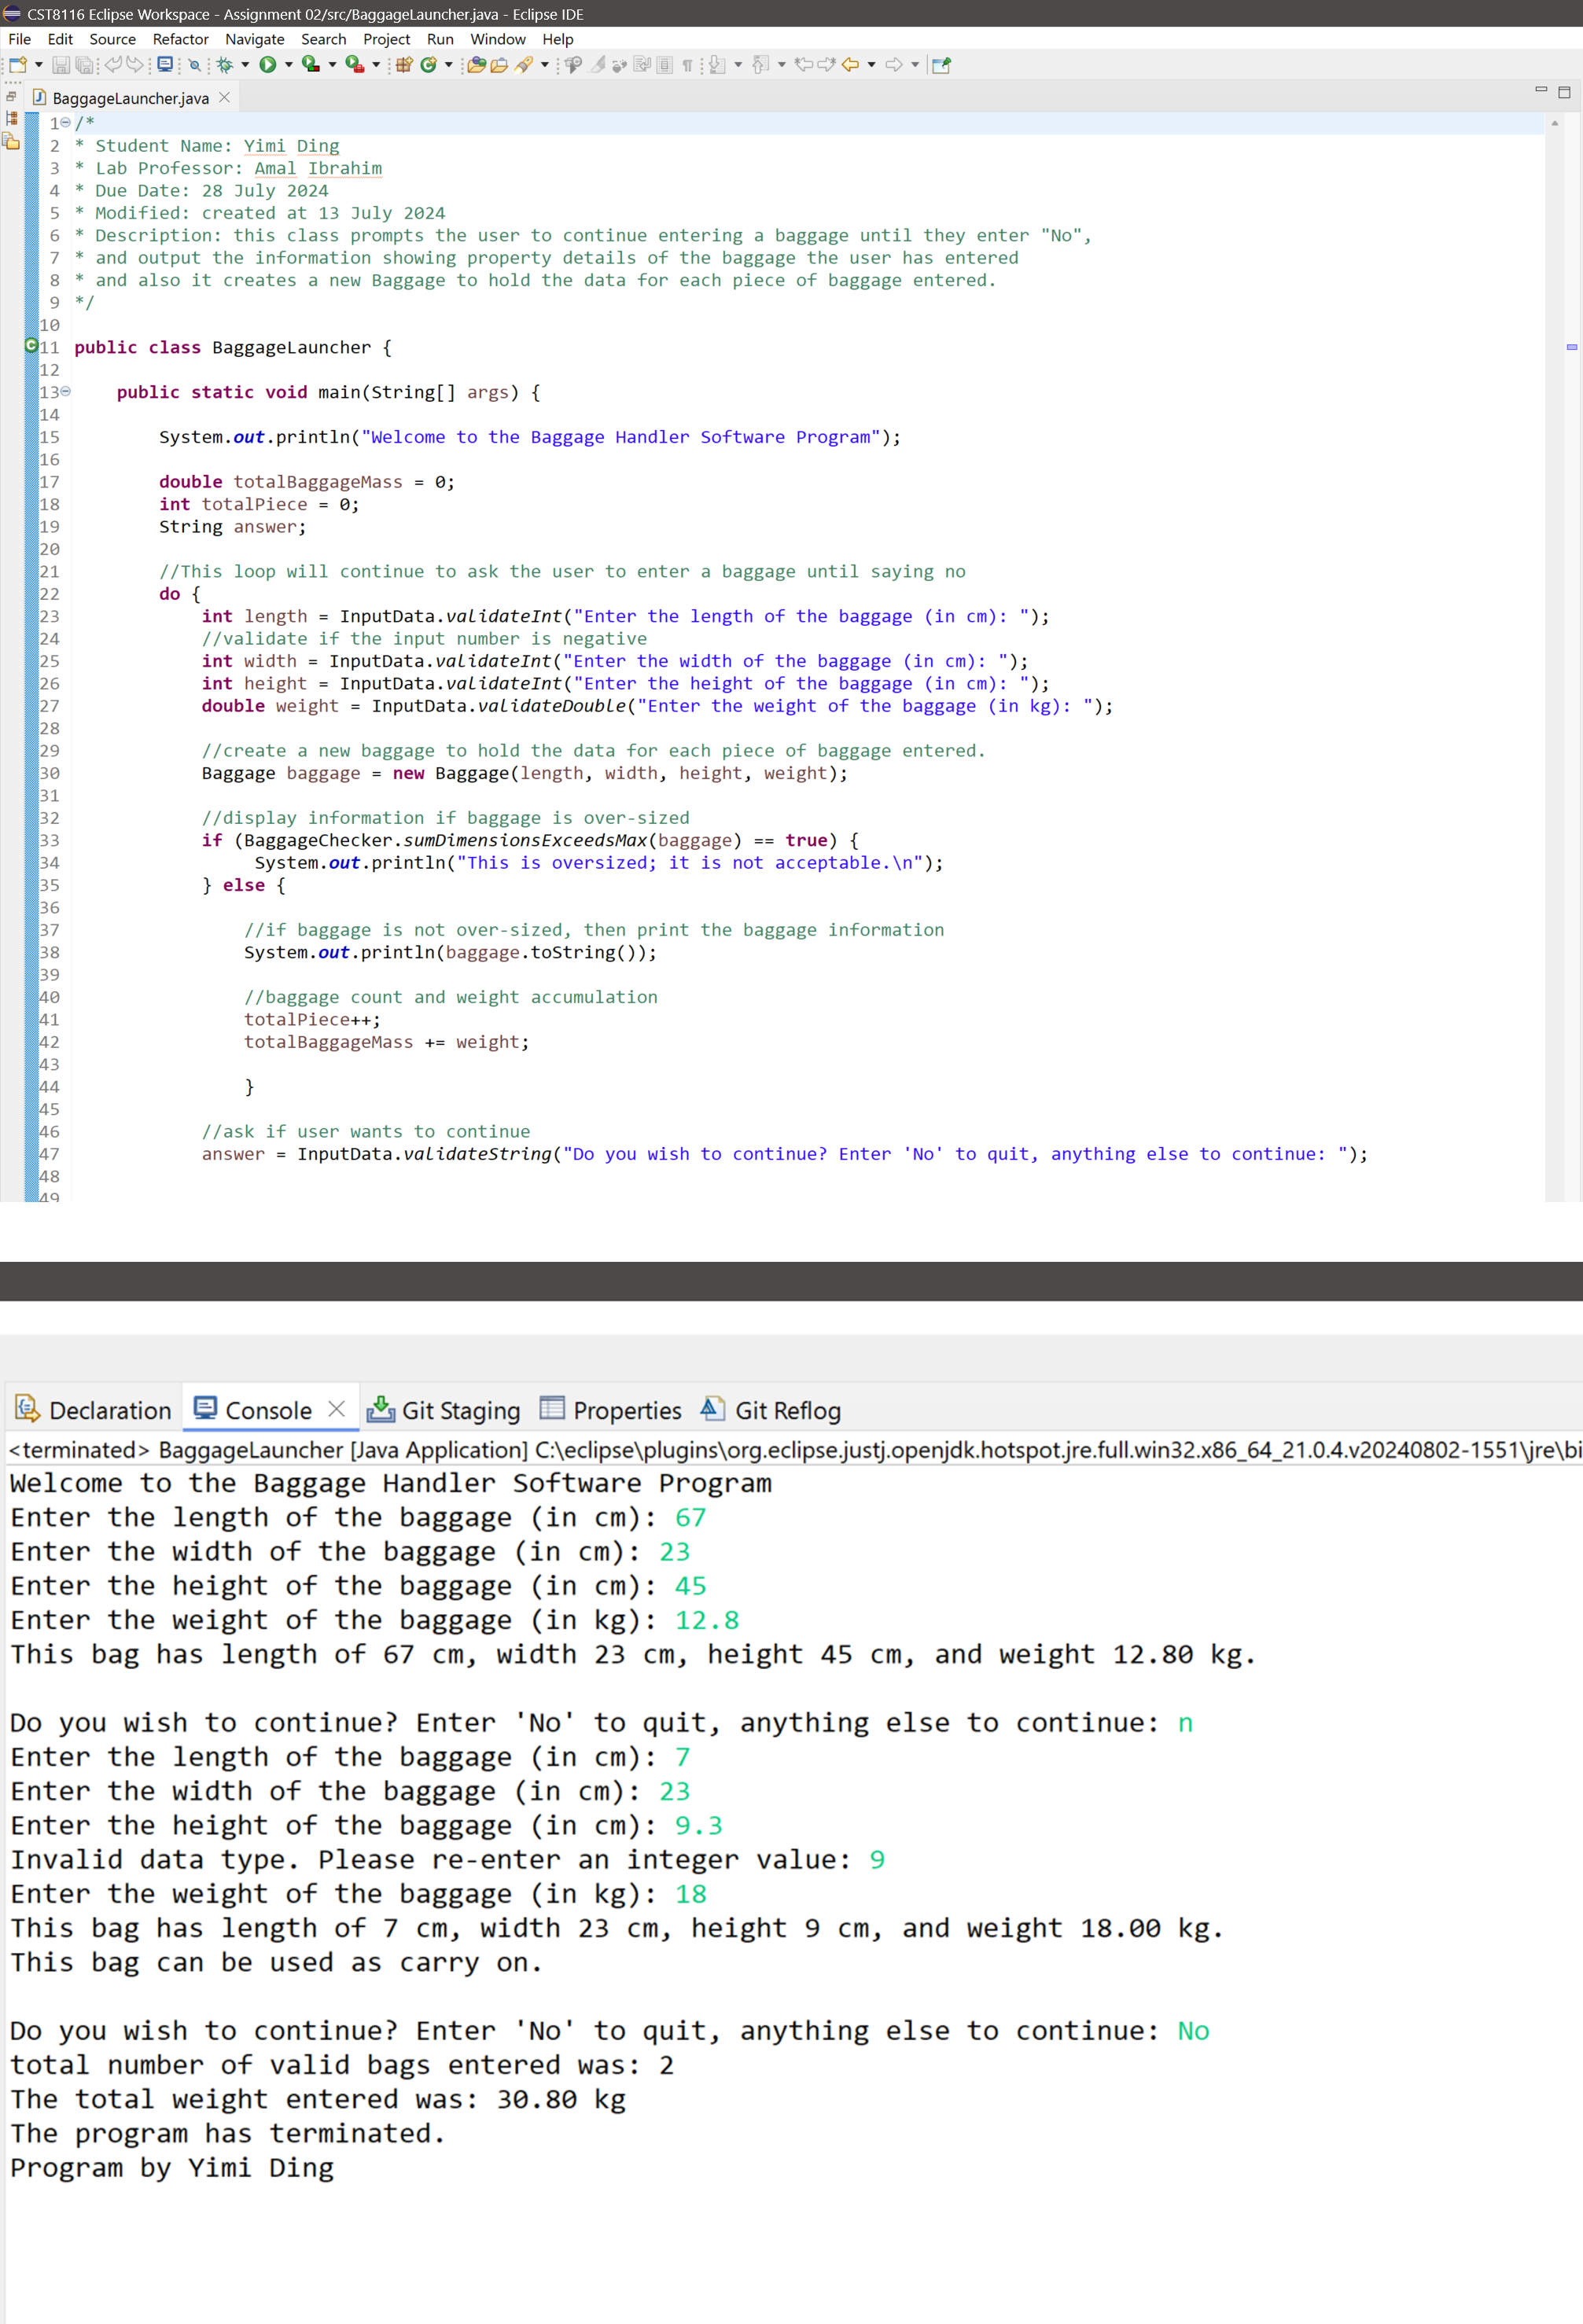 CST8116 Eclipse Workspace - Assignment 02/src/BaggageLauncher.java - Eclipse IDE
File Edit Source Refactor Navigate Search Project Run Window Help
BaggageLauncher.java
1 /*
2 * Student Name: Yimi Ding
3 * Lab Professor: Amal Ibrahim
4 * Due Date: 28 July 2024
5 * Modified: created at 13 July 2024
6 * Description: this class prompts the user to continue entering a baggage until they enter "No",
7 * and output the information showing property details of the baggage the user has entered
8 * and also it creates a new Baggage to hold the data for each piece of baggage entered.
9 */
10
11 public class BaggageLauncher {
12
13 public static void main(String[] args) {
14
15 System.out.println("Welcome to the Baggage Handler Software Program");
16
17 double totalBaggageMass = 0;
18 int totalPiece = 0;
19 String answer;
20
21 //This loop will continue to ask the user to enter a baggage until saying no
22 do {
23 int length = InputData.validateInt("Enter the length of the baggage (in cm): ");
24 //validate if the input number is negative
25 int width = InputData.validateInt("Enter the width of the baggage (in cm): ");
26 int height = InputData.validateInt("Enter the height of the baggage (in cm): ");
27 double weight = InputData.validateDouble("Enter the weight of the baggage (in kg): ");
28
29 //create a new baggage to hold the data for each piece of baggage entered.
30 Baggage baggage = new Baggage(length, width, height, weight);
31
32 //display information if baggage is over-sized
33 if (BaggageChecker.sumDimensionsExceedsMax(baggage) == true) {
34 System.out.println("This is oversized; it is not acceptable.\n");
35 } else {
36
37 //if baggage is not over-sized, then print the baggage information
38 System.out.println(baggage.toString());
39
40 //baggage count and weight accumulation
41 totalPiece++;
42 totalBaggageMass += weight;
43
44 }
45
46 //ask if user wants to continue
47 answer = InputData.validateString("Do you wish to continue? Enter 'No' to quit, anything else to continue: ");
48
49
Declaration Console Git Staging Properties Git Reflog
<terminated> BaggageLauncher [Java Application] C:\eclipse\plugins\org.eclipse.justj.openjdk.hotspot.jre.full.win32.x86_64_21.0.4.v20240802-1551\jre\bi
Welcome to the Baggage Handler Software Program
Enter the length of the baggage (in cm): 67
Enter the width of the baggage (in cm): 23
Enter the height of the baggage (in cm): 45
Enter the weight of the baggage (in kg): 12.8
This bag has length of 67 cm, width 23 cm, height 45 cm, and weight 12.80 kg.
Do you wish to continue? Enter 'No' to quit, anything else to continue: n
Enter the length of the baggage (in cm): 7
Enter the width of the baggage (in cm): 23
Enter the height of the baggage (in cm): 9.3
Invalid data type. Please re-enter an integer value: 9
Enter the weight of the baggage (in kg): 18
This bag has length of 7 cm, width 23 cm, height 9 cm, and weight 18.00 kg.
This bag can be used as carry on.
Do you wish to continue? Enter 'No' to quit, anything else to continue: No
total number of valid bags entered was: 2
The total weight entered was: 30.80 kg
The program has terminated.
Program by Yimi Ding